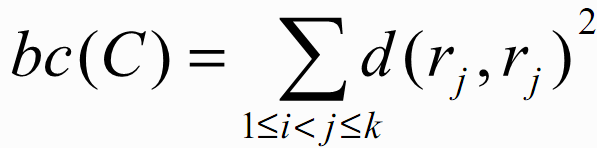 bc(C) = ∑_{1≤i<j≤k} d(r_j, r_j)^2